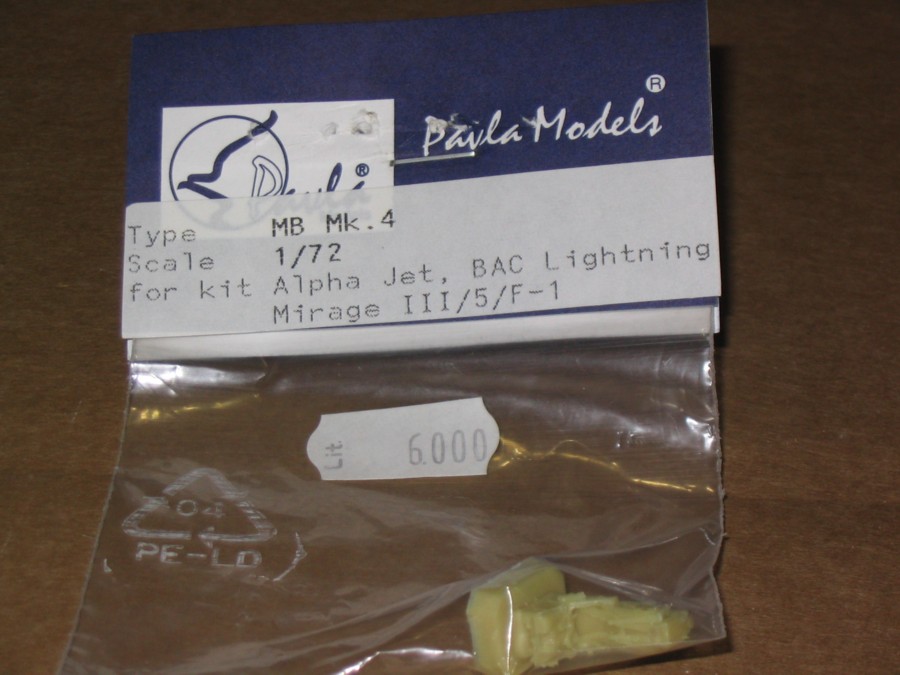 Pavla Models ®
Pavla ®
Type MB Mk.4
Scale 1/72
for kit Alpha Jet, BAC Lightning
Mirage III/5/F-1
Lit. 6.000
04
PE-LD